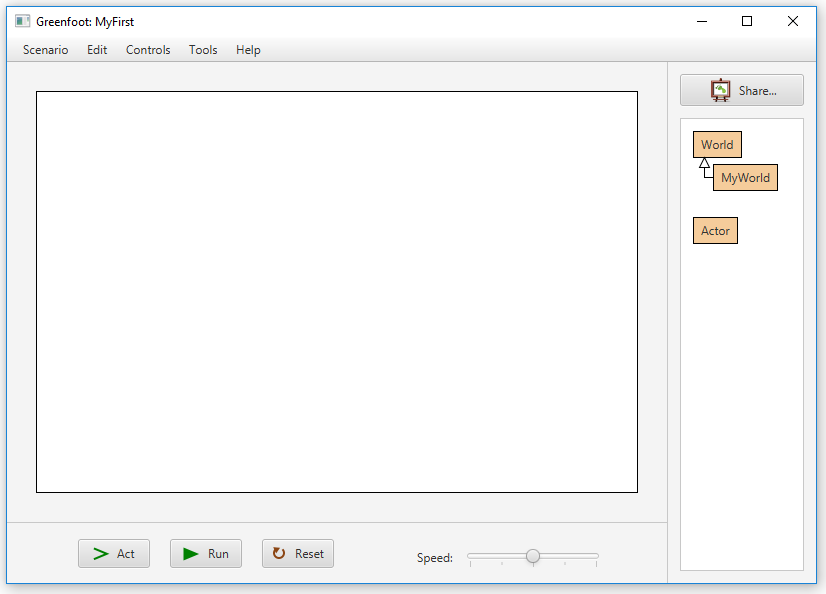 Greenfoot: MyFirst
Scenario Edit Controls Tools Help
Share...
World
MyWorld
Actor
Act Run Reset Speed: